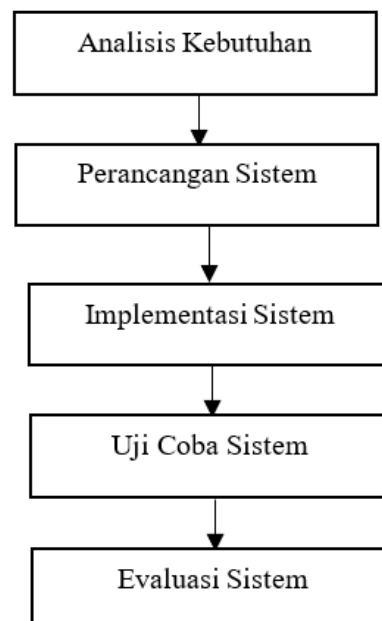 Analisis Kebutuhan
Perancangan Sistem
Implementasi Sistem
Uji Coba Sistem
Evaluasi Sistem